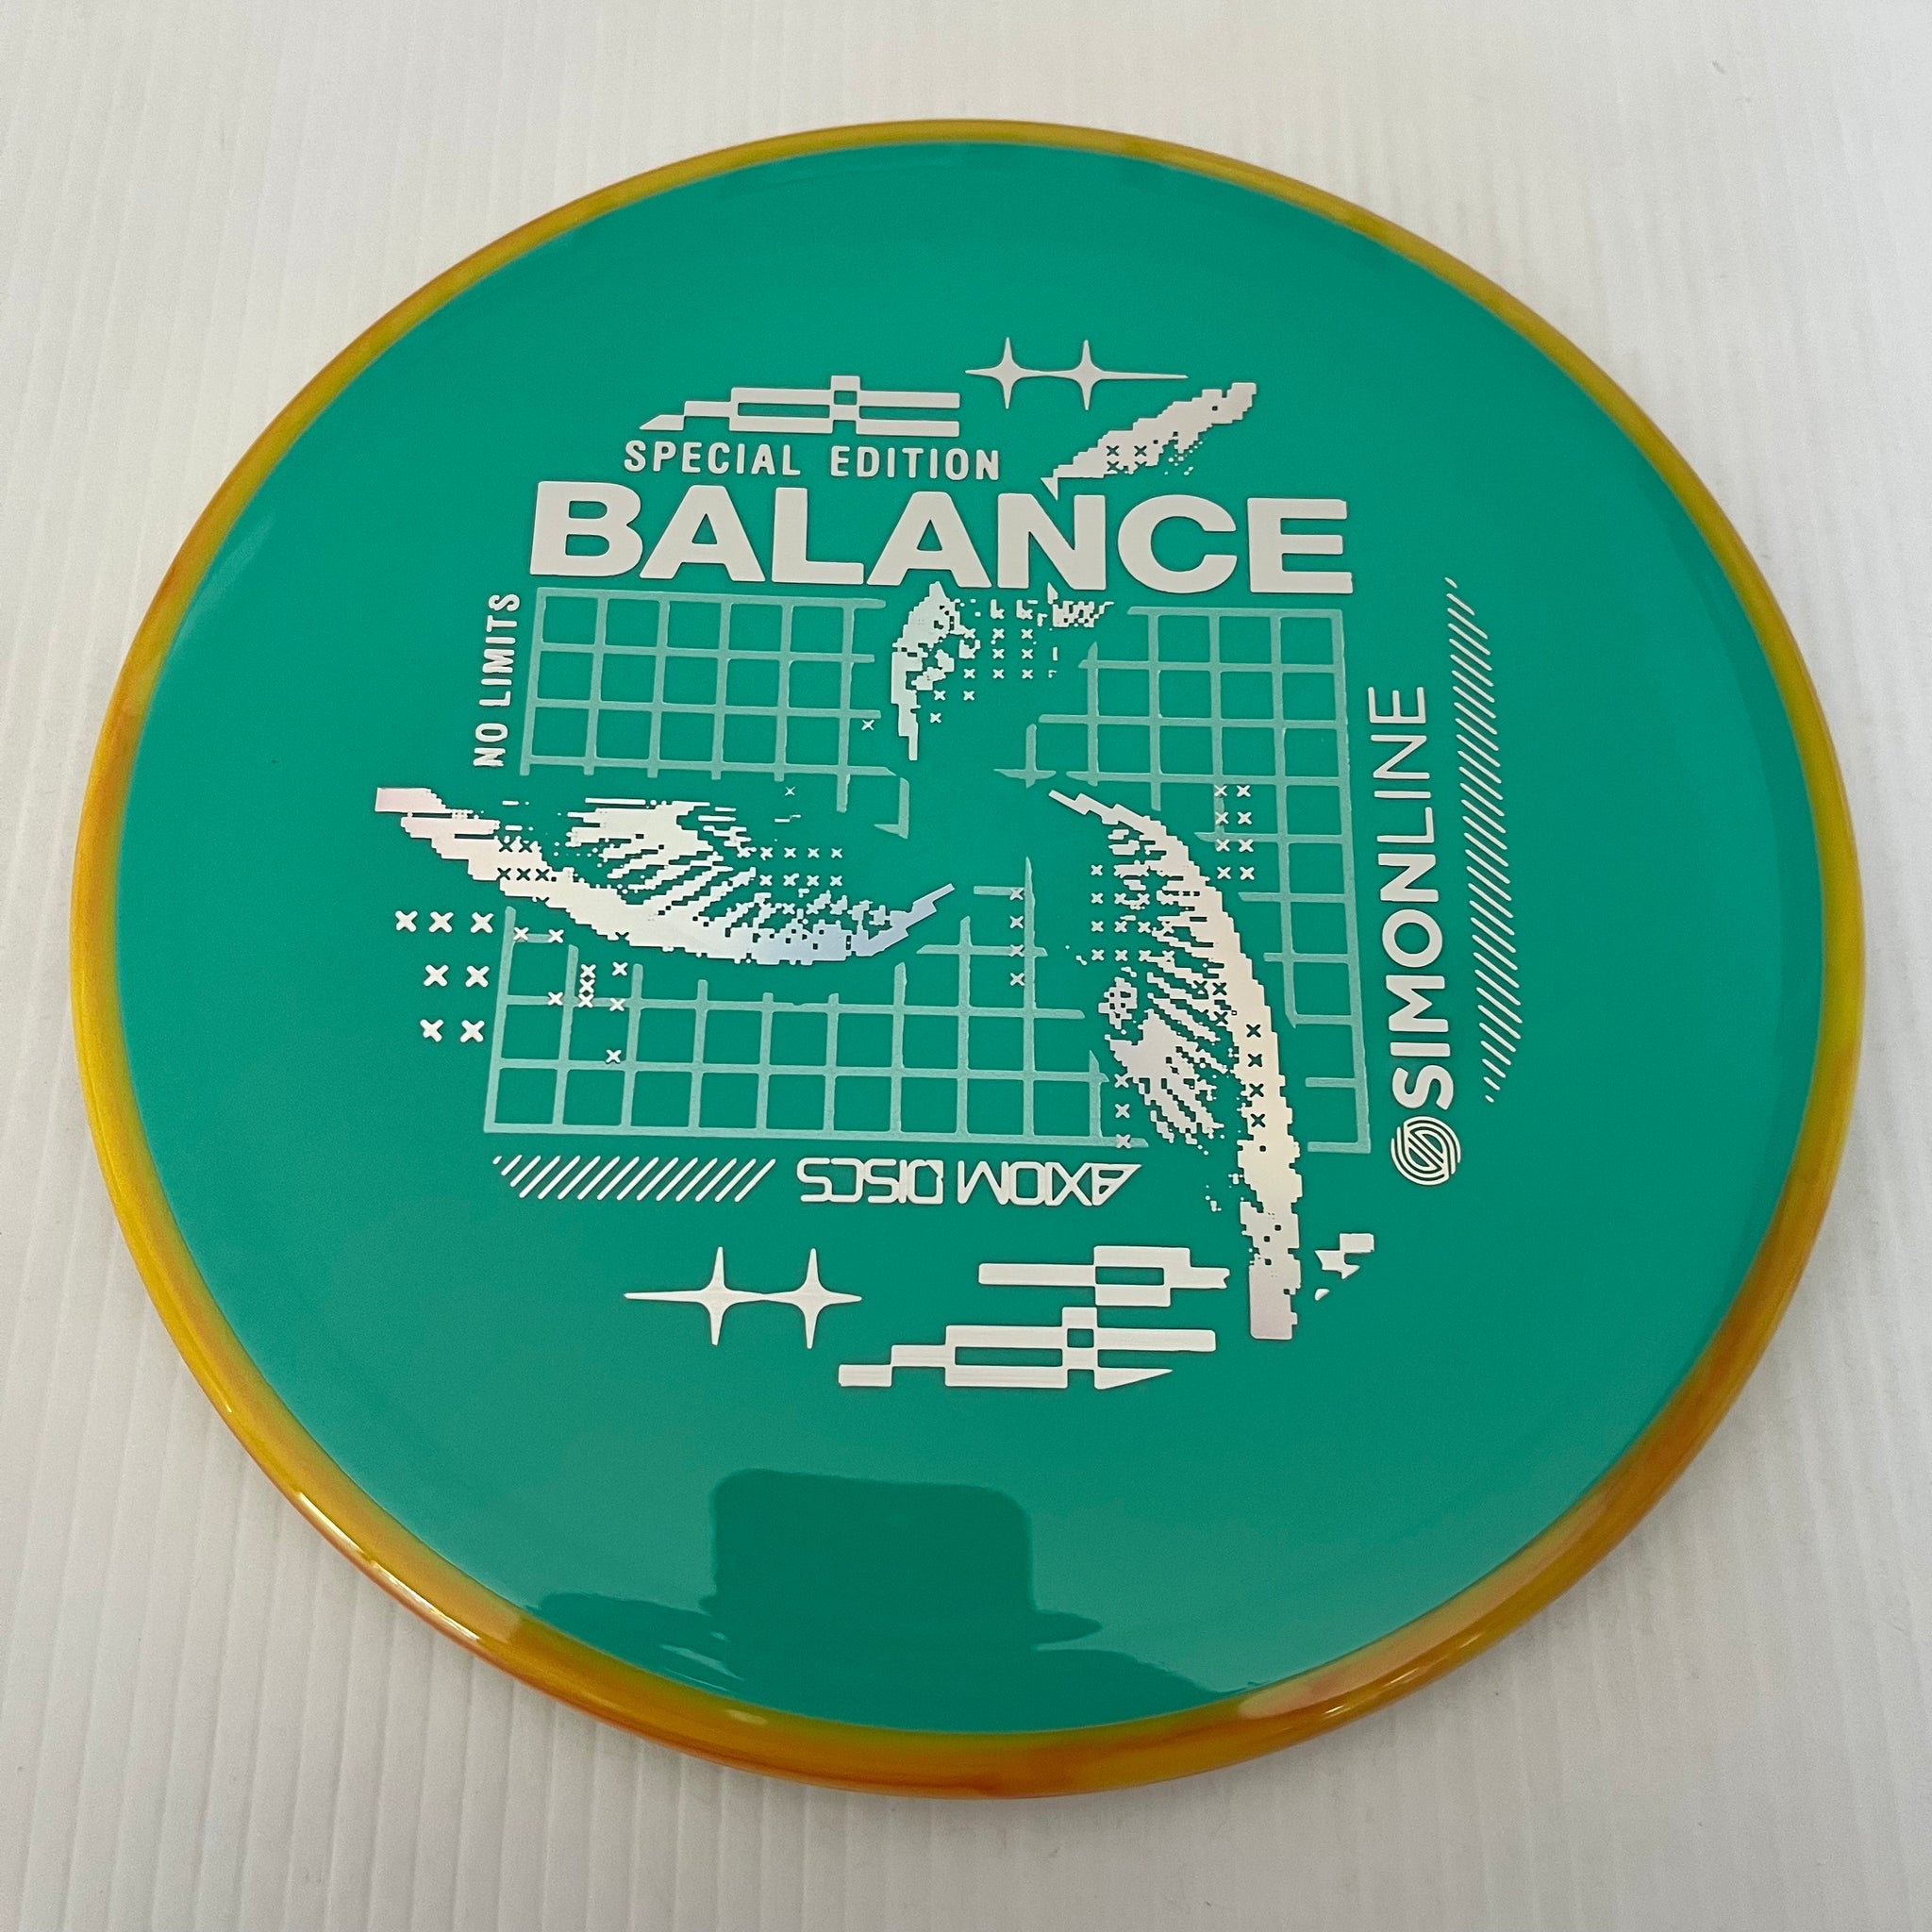 SPECIAL EDITION
BALANCE
NO LIMITS
SIMONLINE
AXIOM DISCS